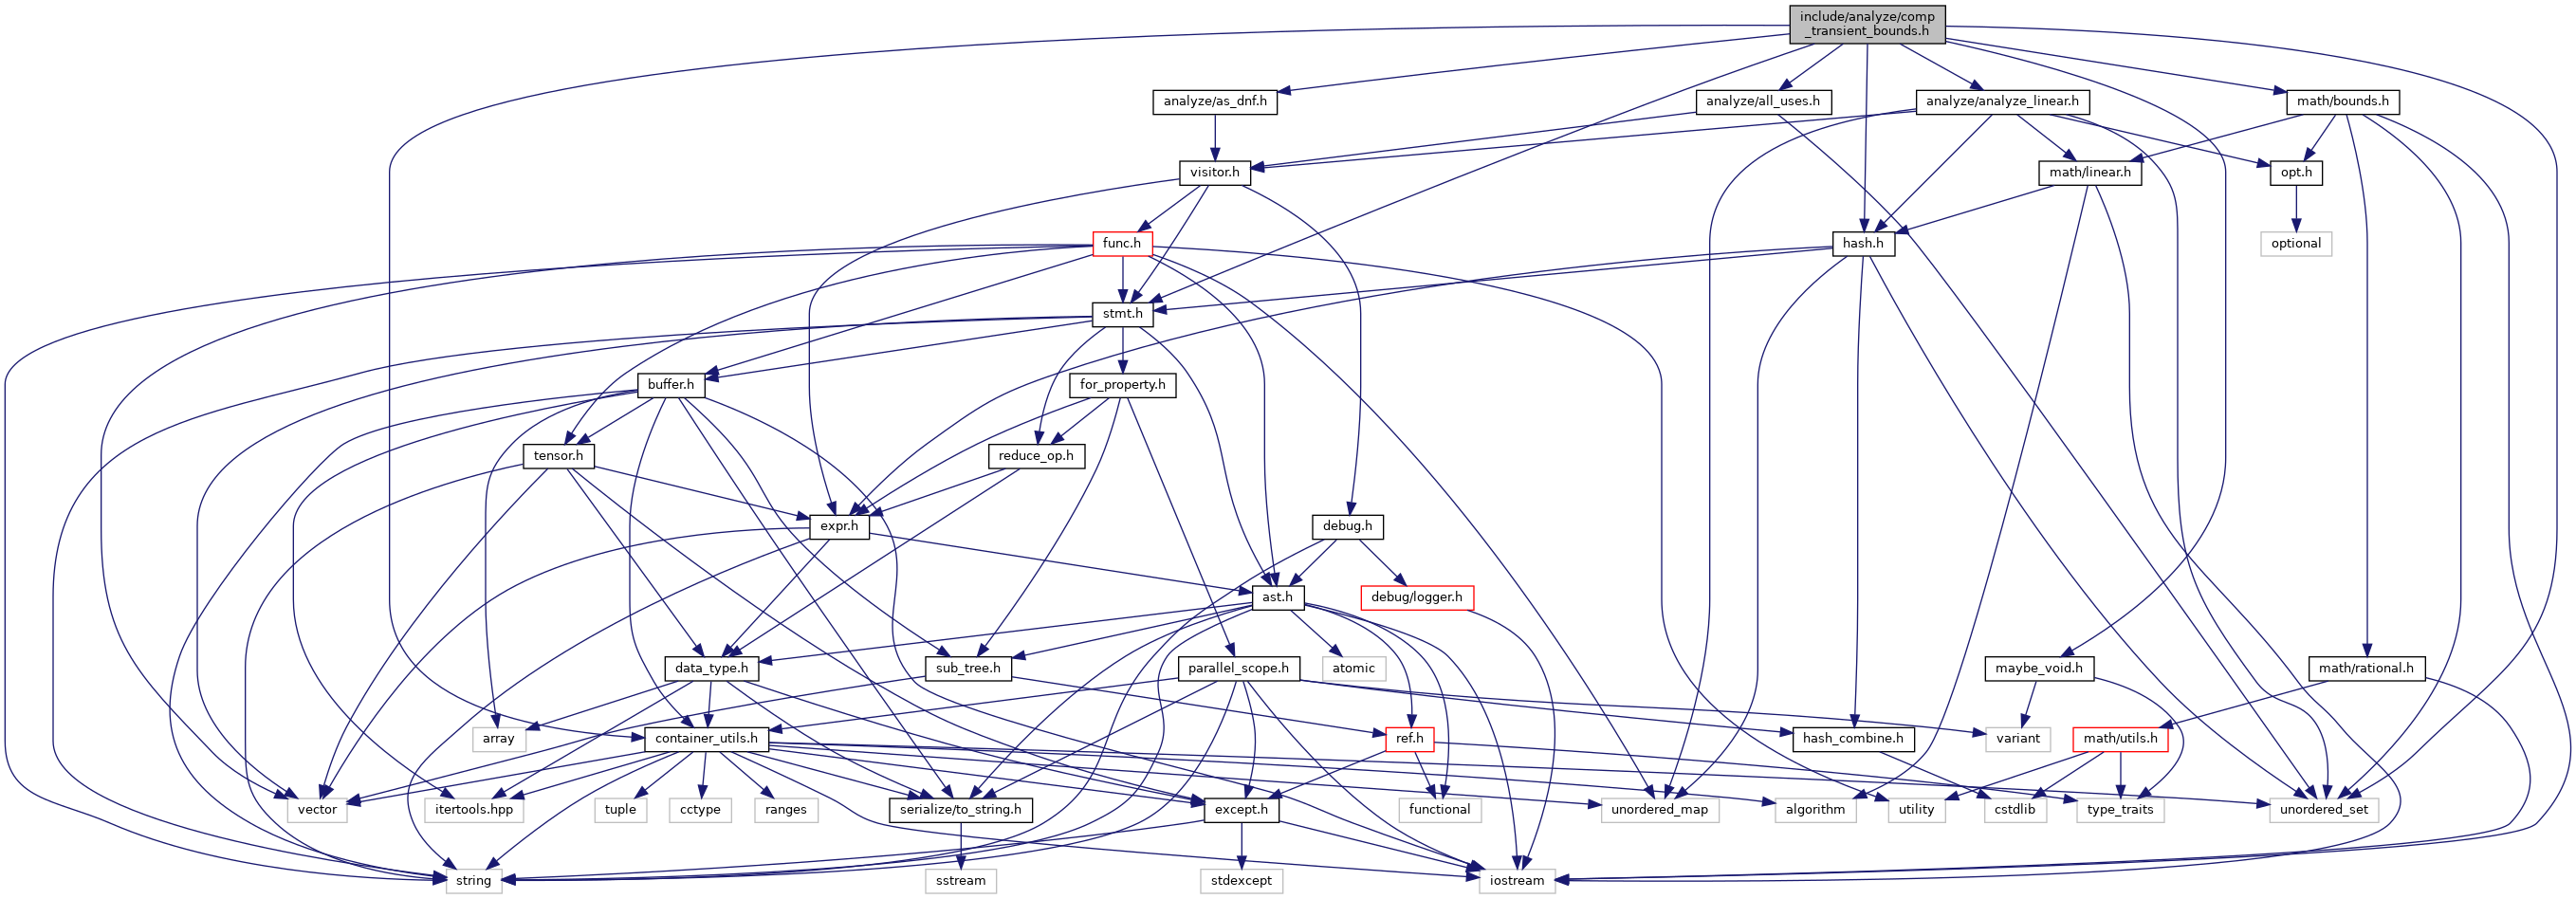 include/analyze/comp
_transient_bounds.h
analyze/as_dnf.h
analyze/all_uses.h
analyze/analyze_linear.h
math/bounds.h
visitor.h
math/linear.h
opt.h
func.h
hash.h
optional
stmt.h
buffer.h
for_property.h
tensor.h
reduce_op.h
expr.h
debug.h
ast.h
debug/logger.h
data_type.h
sub_tree.h
parallel_scope.h
atomic
maybe_void.h
math/rational.h
array
container_utils.h
ref.h
hash_combine.h
variant
math/utils.h
vector
itertools.hpp
tuple
cctype
ranges
serialize/to_string.h
except.h
functional
unordered_map
algorithm
utility
cstdlib
type_traits
unordered_set
string
sstream
stdexcept
iostream